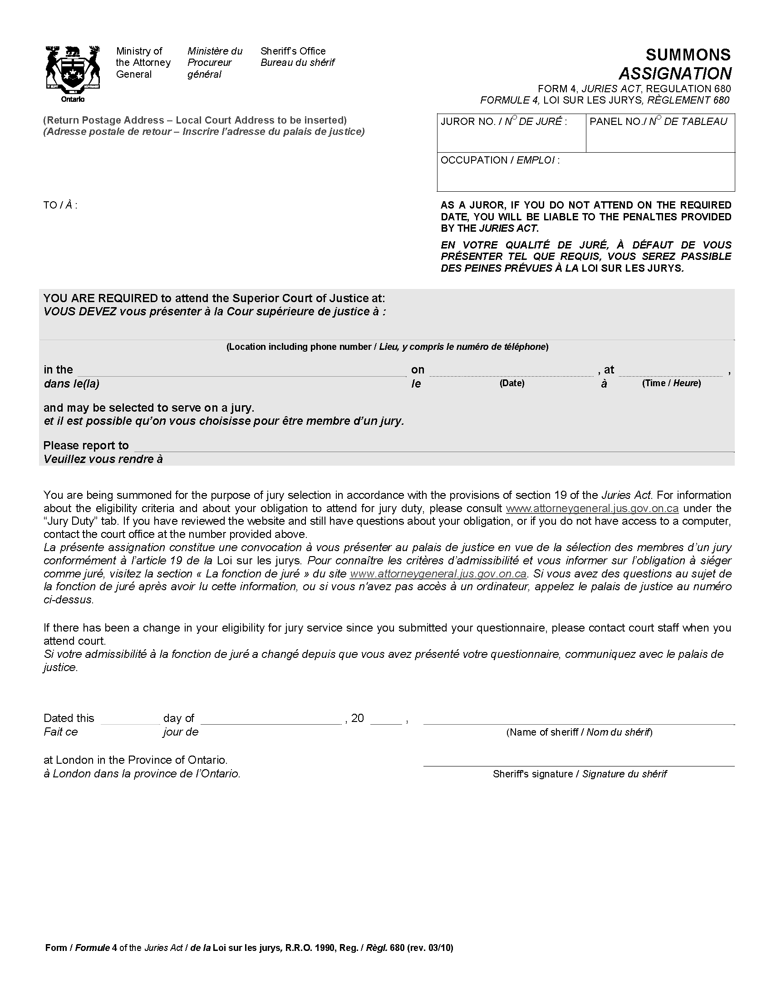 Ministry of
the Attorney
General
Ministère du
Procureur
général
Sheriff's Office
Bureau du shérif
Ontario
SUMMONS
ASSIGNATION
FORM 4, JURIES ACT, REGULATION 680
FORMULE 4, LOI SUR LES JURYS, RÈGLEMENT 680
(Return Postage Address – Local Court Address to be inserted)
(Adresse postale de retour – Inscrire l'adresse du palais de justice)
JUROR NO. / N° DE JURÉ :
PANEL NO./ N° DE TABLEAU
OCCUPATION / EMPLOI :
TO / À :
AS A JUROR, IF YOU DO NOT ATTEND ON THE REQUIRED
DATE, YOU WILL BE LIABLE TO THE PENALTIES PROVIDED
BY THE JURIES ACT.
EN VOTRE QUALITÉ DE JURÉ, À DÉFAUT DE VOUS
PRÉSENTER TEL QUE REQUIS, VOUS SEREZ PASSIBLE
DES PEINES PRÉVUES À LA LOI SUR LES JURYS.
YOU ARE REQUIRED to attend the Superior Court of Justice at:
VOUS DEVEZ vous présenter à la Cour supérieure de justice à :
(Location including phone number / Lieu, y compris le numéro de téléphone)
in the on , at ,
dans le(la) le (Date) à (Time / Heure)
and may be selected to serve on a jury.
et il est possible qu'on vous choisisse pour être membre d'un jury.
Please report to
Veuillez vous rendre à
You are being summoned for the purpose of jury selection in accordance with the provisions of section 19 of the Juries Act. For information
about the eligibility criteria and about your obligation to attend for jury duty, please consult www.attorneygeneral.jus.gov.on.ca under the
“Jury Duty” tab. If you have reviewed the website and still have questions about your obligation, or if you do not have access to a computer,
contact the court office at the number provided above.
La présente assignation constitue une convocation à vous présenter au palais de justice en vue de la sélection des membres d'un jury
conformément à l'article 19 de la Loi sur les jurys. Pour connaître les critères d'admissibilité et vous informer sur l'obligation à siéger
comme juré, visitez la section « La fonction de juré » du site www.attorneygeneral.jus.gov.on.ca. Si vous avez des questions au sujet de
la fonction de juré après avoir lu cette information, ou si vous n'avez pas accès à un ordinateur, appelez le palais de justice au numéro
ci-dessus.
If there has been a change in your eligibility for jury service since you submitted your questionnaire, please contact court staff when you
attend court.
Si votre admissibilité à la fonction de juré a changé depuis que vous avez présenté votre questionnaire, communiquez avec le palais de
justice.
Dated this day of , 20 ,
Fait ce jour de
(Name of sheriff / Nom du shérif)
at London in the Province of Ontario.
à London dans la province de l'Ontario.
Sheriff's signature / Signature du shérif
Form / Formule 4 of the Juries Act / de la Loi sur les jurys, R.R.O. 1990, Reg. / Règl. 680 (rev. 03/10)